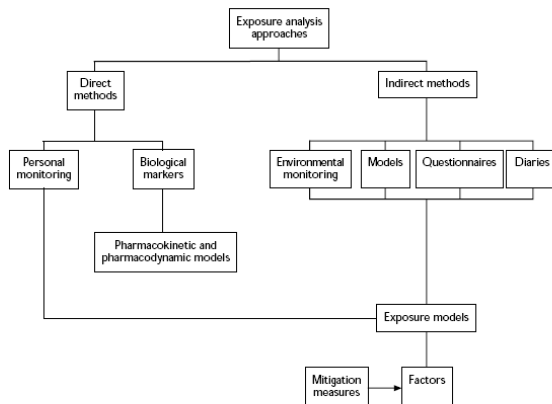 Exposure analysis
approaches
Direct
methods
Indirect methods
Personal
monitoring
Biological
markers
Environmental
monitoring
Models
Questionnaires
Diaries
Pharmacokinetic and
pharmacodynamic models
Exposure models
Mitigation
measures
Factors